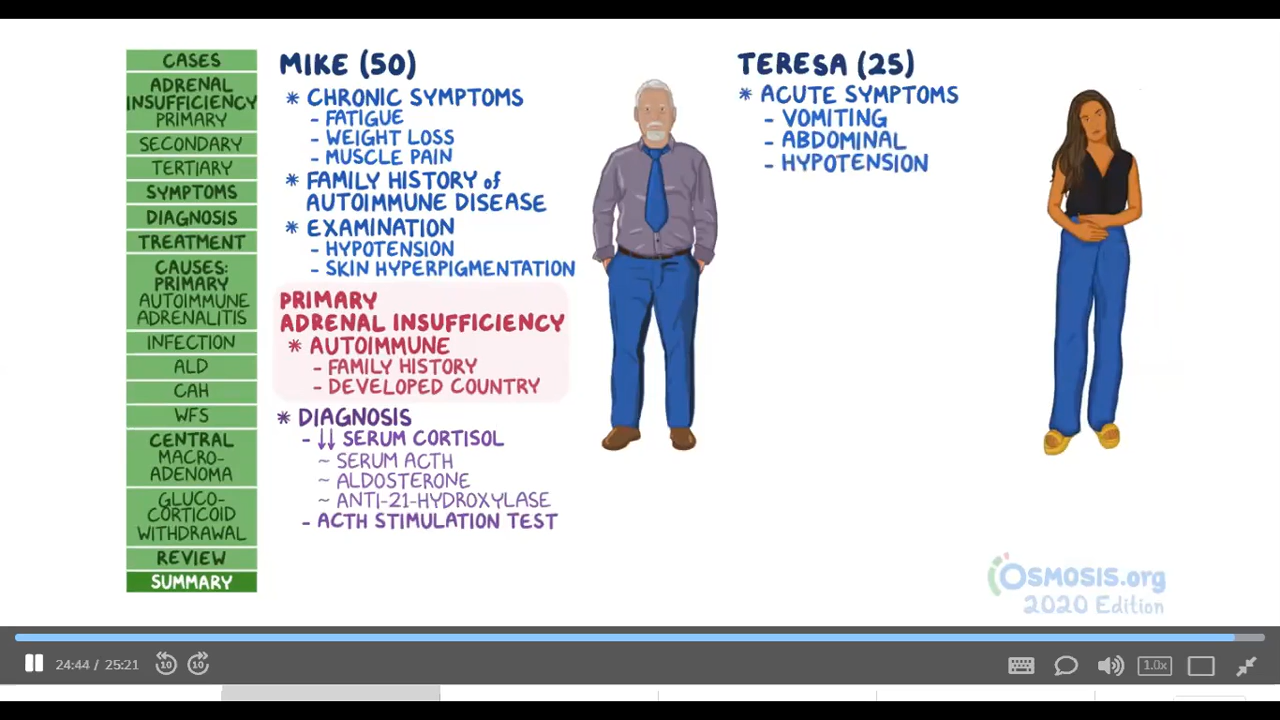 CASES
ADRENAL
INSUFFICIENCY
PRIMARY
SECONDARY
TERTIARY
SYMPTOMS
DIAGNOSIS
TREATMENT
CAUSES:
PRIMARY
AUTOIMMUNE
ADRENALITIS
INFECTION
ALD
CAH
WFS
CENTRAL
MACRO-
ADENOMA
GLUCO-
CORTICOID
WITHDRAWAL
REVIEW
SUMMARY
MIKE (50)
* CHRONIC SYMPTOMS
- FATIGUE
- WEIGHT LOSS
- MUSCLE PAIN
* FAMILY HISTORY of
AUTOIMMUNE DISEASE
* EXAMINATION
- HYPOTENSION
- SKIN HYPERPIGMENTATION
PRIMARY
ADRENAL INSUFFICIENCY
* AUTOIMMUNE
- FAMILY HISTORY
- DEVELOPED COUNTRY
* DIAGNOSIS
- ↓↓ SERUM CORTISOL
~ SERUM ACTH
~ ALDOSTERONE
~ ANTI-21-HYDROXYLASE
- ACTH STIMULATION TEST
TERESA (25)
* ACUTE SYMPTOMS
- VOMITING
- ABDOMINAL
- HYPOTENSION
OSMOSIS.org
2020 Edition
24:44 / 25:21
10
10
1.0x